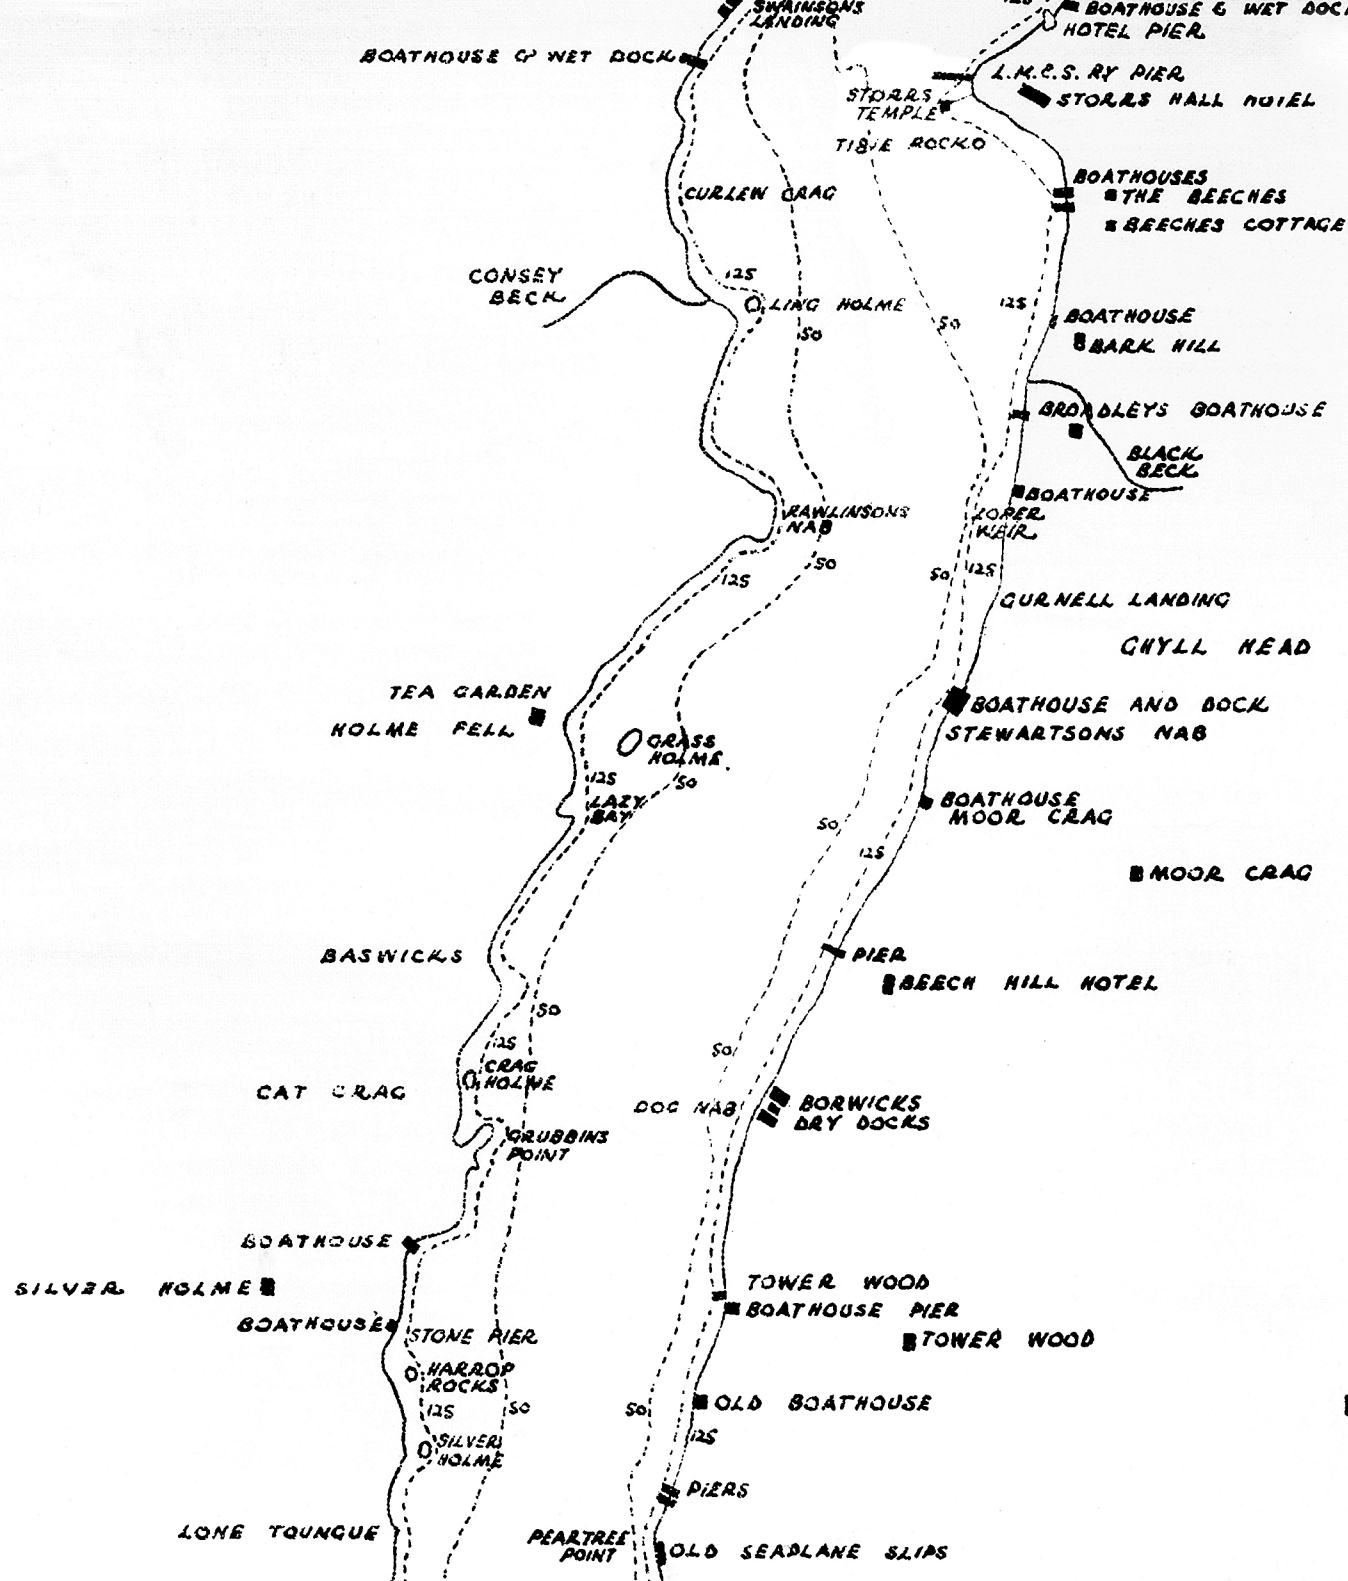 SWAINSONS
LANDING
125
BOATHOUSE & WET DOCK
HOTEL PIER
BOATHOUSE & WET DOCK
L.M.&.S. RY PIER
STORRS HALL HOTEL
STORRS
TEMPLE
TIBIE ROCKO
BOATHOUSES
THE BEECHES
CURLEW CRAG
BEECHES COTTAGE
125
CONSEY
BECK
LING HOLME
125
50
50
BOATHOUSE
BARK HILL
BROADLEYS BOATHOUSE
BLACK
BECK
BOATHOUSE
RAWLINSONS
NAB
LOPER
WEIR
50
125
50
125
GURNELL LANDING
GHYLL HEAD
TEA GARDEN
HOLME FELL
BOATHOUSE AND DOCK
STEWARTSONS NAB
GRASS
HOLME
125
50
LAZY
BAY
BOATHOUSE
MOOR CRAG
50
125
MOOR CRAG
BASWICKS
PIER
BEECH HILL HOTEL
50
125
50
CRAG
HOLME
CAT CRAG
DOG NAB
BORWICKS
DRY DOCKS
GRUBBINS
POINT
BOATHOUSE
SILVER HOLME
TOWER WOOD
BOATHOUSE PIER
BOATHOUSE
STONE PIER
TOWER WOOD
HARROP
ROCKS
125
50
50
OLD BOATHOUSE
125
SILVER
HOLME
PIERS
LONE TOUNGUE
PEARTREE
POINT
OLD SEAPLANE SLIPS